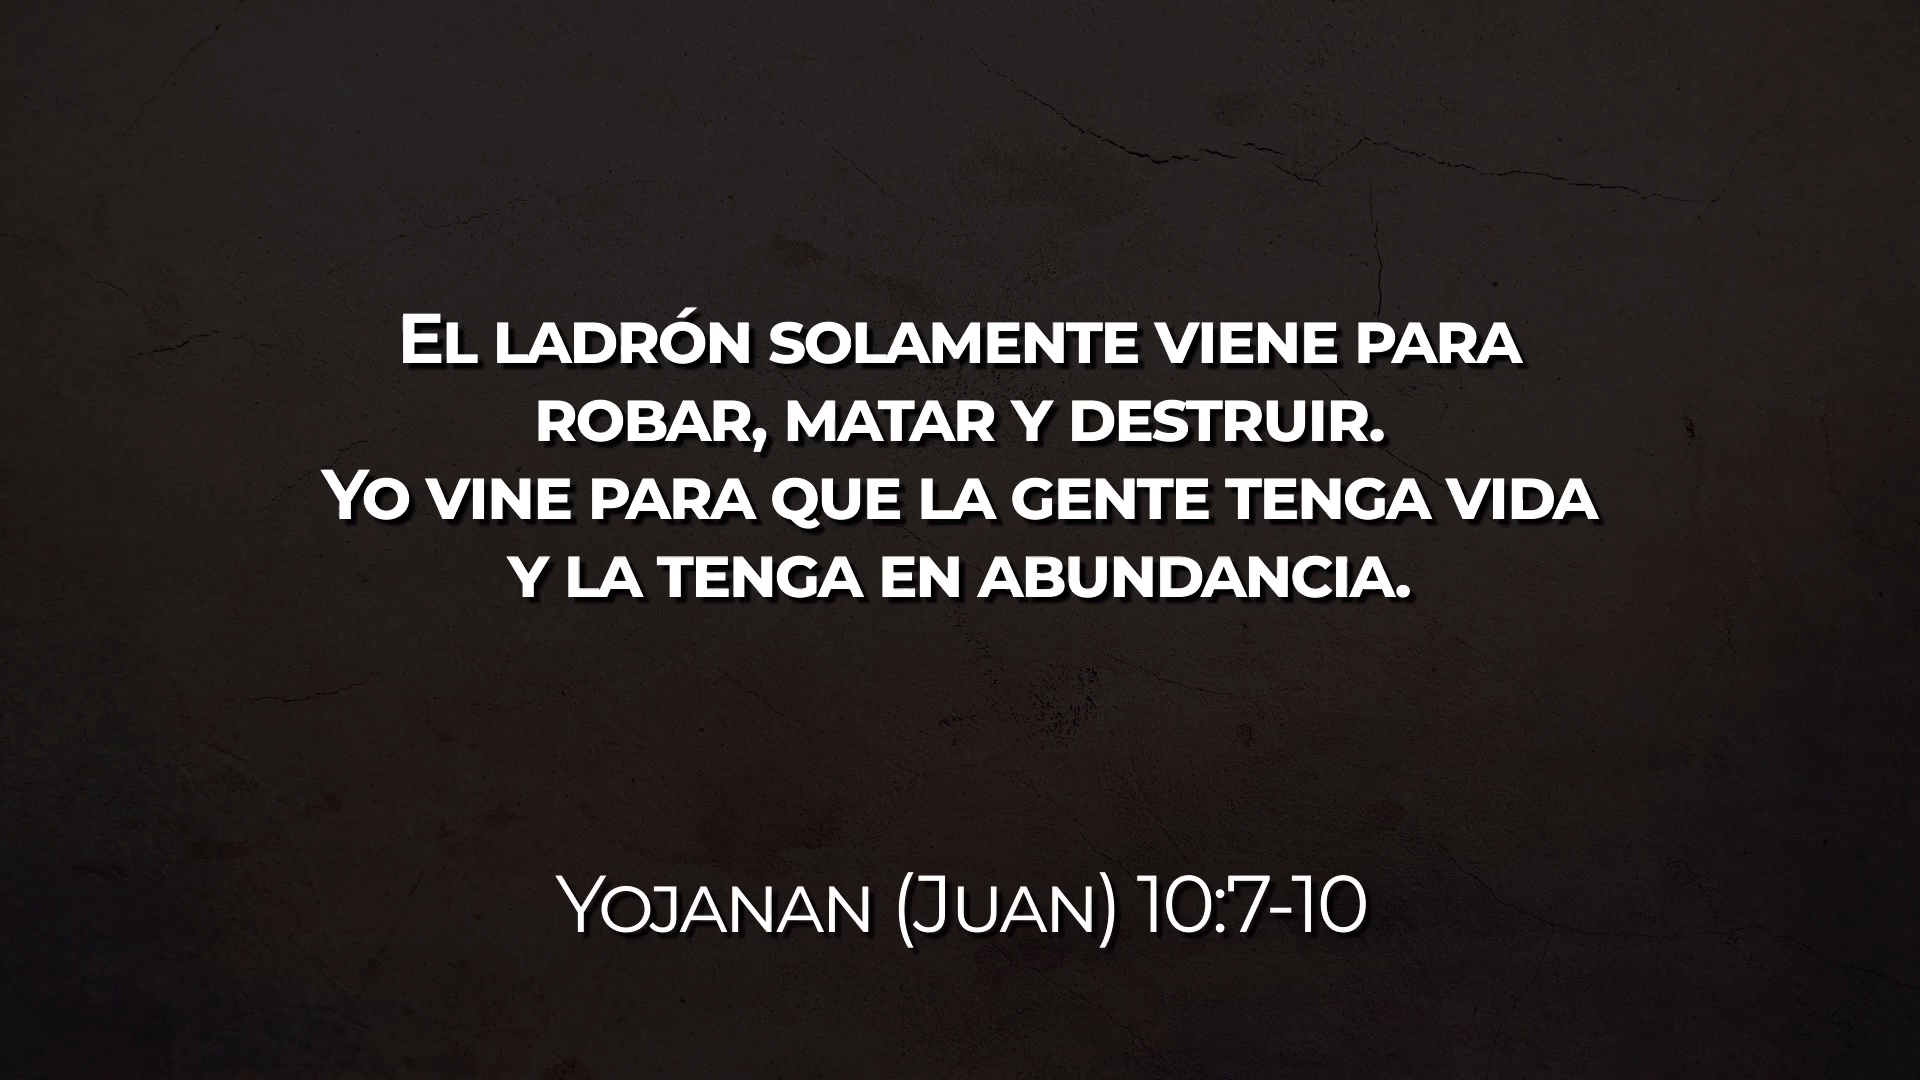 El ladrón solamente viene para
robar, matar y destruir.
Yo vine para que la gente tenga vida
y la tenga en abundancia.
Yojanan (Juan) 10:7-10